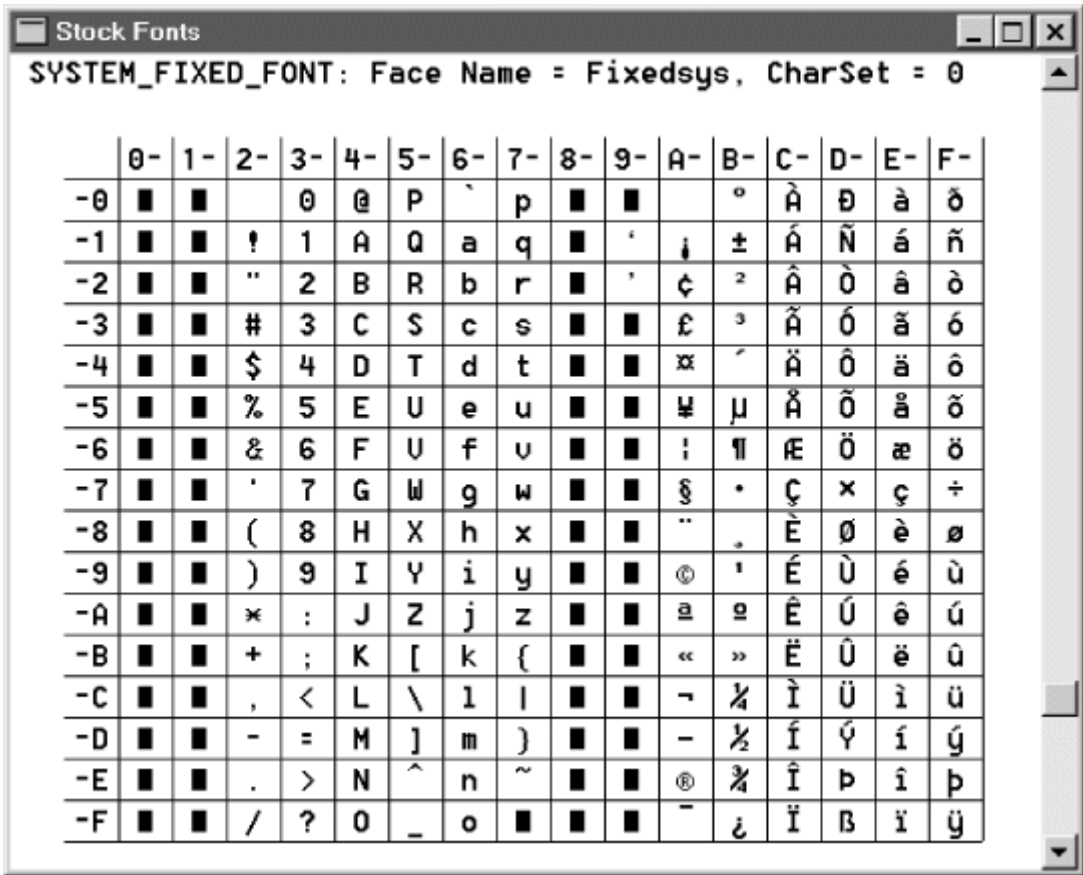 Stock Fonts
SYSTEM_FIXED_FONT: Face Name = Fixedsys, CharSet = 0
0- 1- 2- 3- 4- 5- 6- 7- 8- 9- A- B- C- D- E- F-
-0 ■ ■ 0 @ P ` p ■ ■ ° À Ð à ð
-1 ■ ■ ! 1 A Q a q ■ ‘ ¡ ± Á Ñ á ñ
-2 ■ ■ " 2 B R b r ■ ’ ¢ ² Â Ò â ò
-3 ■ ■ # 3 C S c s ■ ■ £ ³ Ã Ó ã ó
-4 ■ ■ $ 4 D T d t ■ ■ ¤ ´ Ä Ô ä ô
-5 ■ ■ % 5 E U e u ■ ■ ¥ µ Å Õ å õ
-6 ■ ■ & 6 F V f v ■ ■ ¦ ¶ Æ Ö æ ö
-7 ■ ■ ' 7 G W g w ■ ■ § · Ç × ç ÷
-8 ■ ■ ( 8 H X h x ■ ■ ¨ ¸ È Ø è ø
-9 ■ ■ ) 9 I Y i y ■ ■ © ¹ É Ù é ù
-A ■ ■ * : J Z j z ■ ■ ª º Ê Ú ê ú
-B ■ ■ + ; K [ k { ■ ■ « » Ë Û ë û
-C ■ ■ , < L \ l | ■ ■ ¬ ¼ Ì Ü ì ü
-D ■ ■ - = M ] m } ■ ■ – ½ Í Ý í ý
-E ■ ■ . > N ^ n ~ ■ ■ ® ¾ Î Þ î þ
-F ■ ■ / ? O _ o ■ ■ ■ ¯ ¿ Ï ß ï ÿ